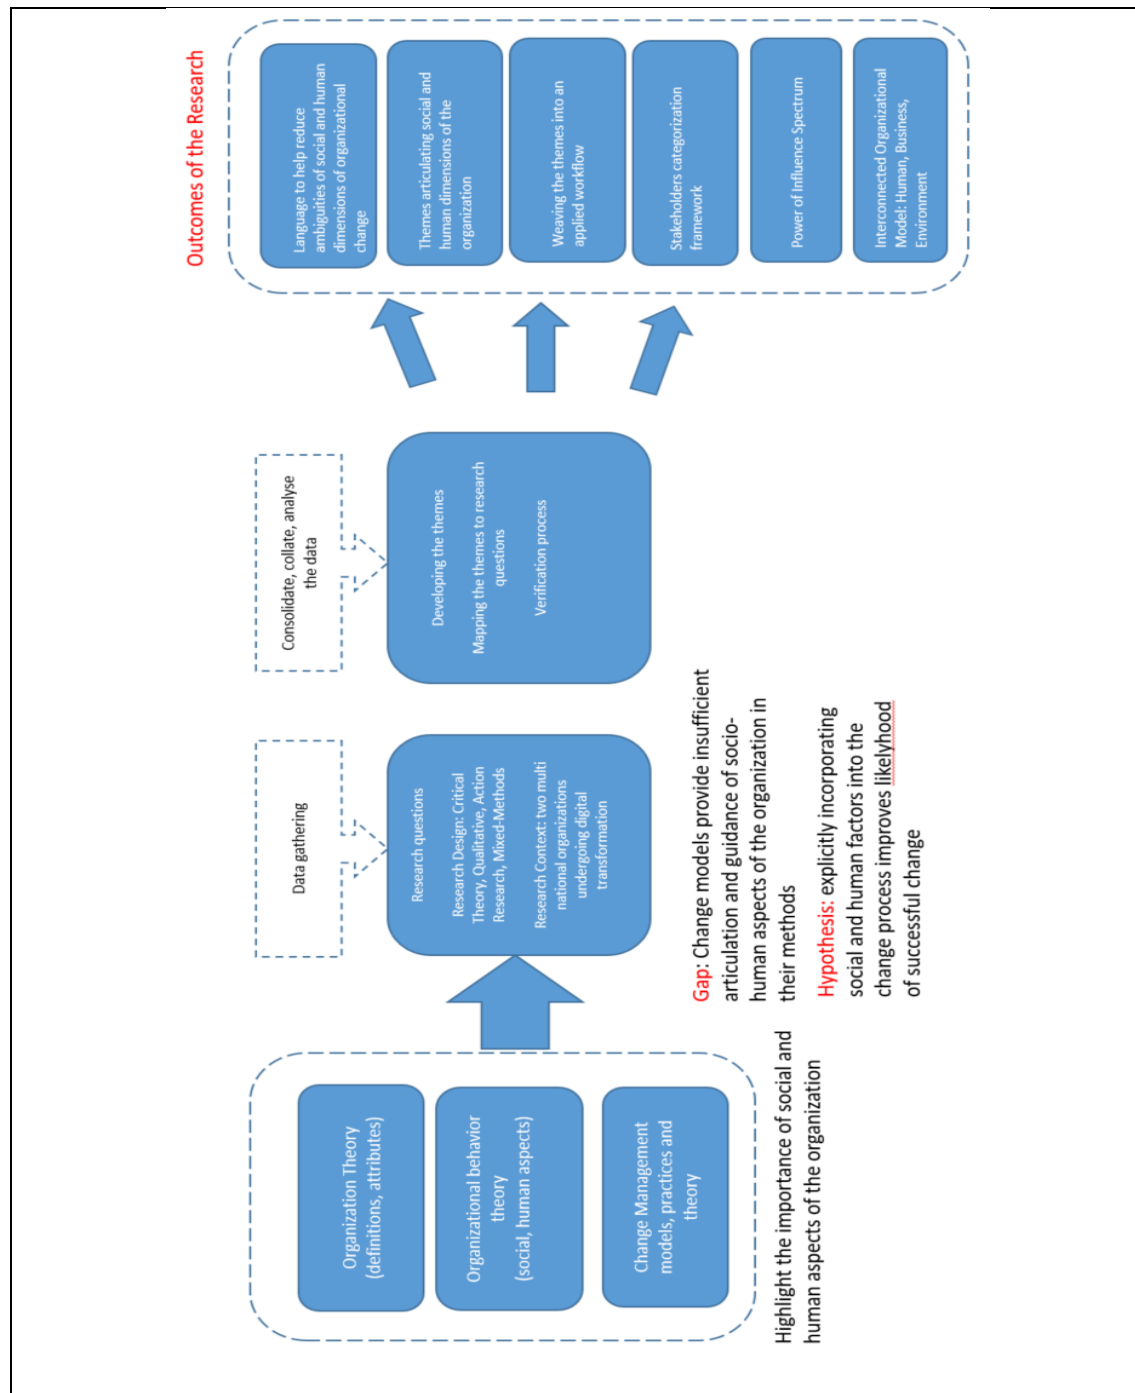 Organization Theory
(definitions, attributes)
Organizational behavior
theory
(social, human aspects)
Change Management
models, practices and
theory
Highlight the importance of social and
human aspects of the organization
Data gathering
Research questions
Research Design: Critical
Theory, Qualitative, Action
Research, Mixed-Methods
Research Context: two multi
national organizations
undergoing digital
transformation
Gap: Change models provide insufficient
articulation and guidance of socio-
human aspects of the organization in
their methods
Hypothesis: explicitly incorporating
social and human factors into the
change process improves likelyhood
of successful change
Consolidate, collate, analyse
the data
Developing the themes
Mapping the themes to research
questions
Verification process
Outcomes of the Research
Language to help reduce
ambiguities of social and human
dimensions of organizational
change
Themes articulating social and
human dimensions of the
organization
Weaving the themes into an
applied workflow
Stakeholders categorization
framework
Power of Influence Spectrum
Interconnected Organizational
Model: Human, Business,
Environment